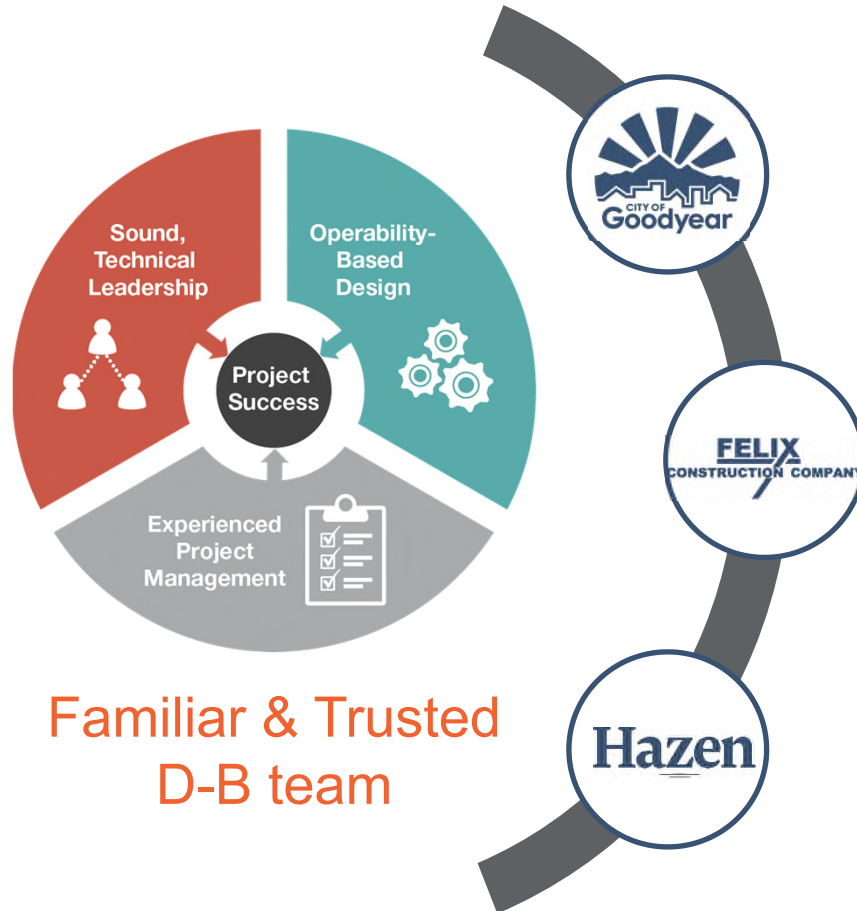 Sound,
Technical
Leadership
Operability-
Based
Design
Project
Success
Experienced
Project
Management
Familiar & Trusted
D-B team
CITY OF
Goodyear
FELIX
CONSTRUCTION COMPANY
Hazen